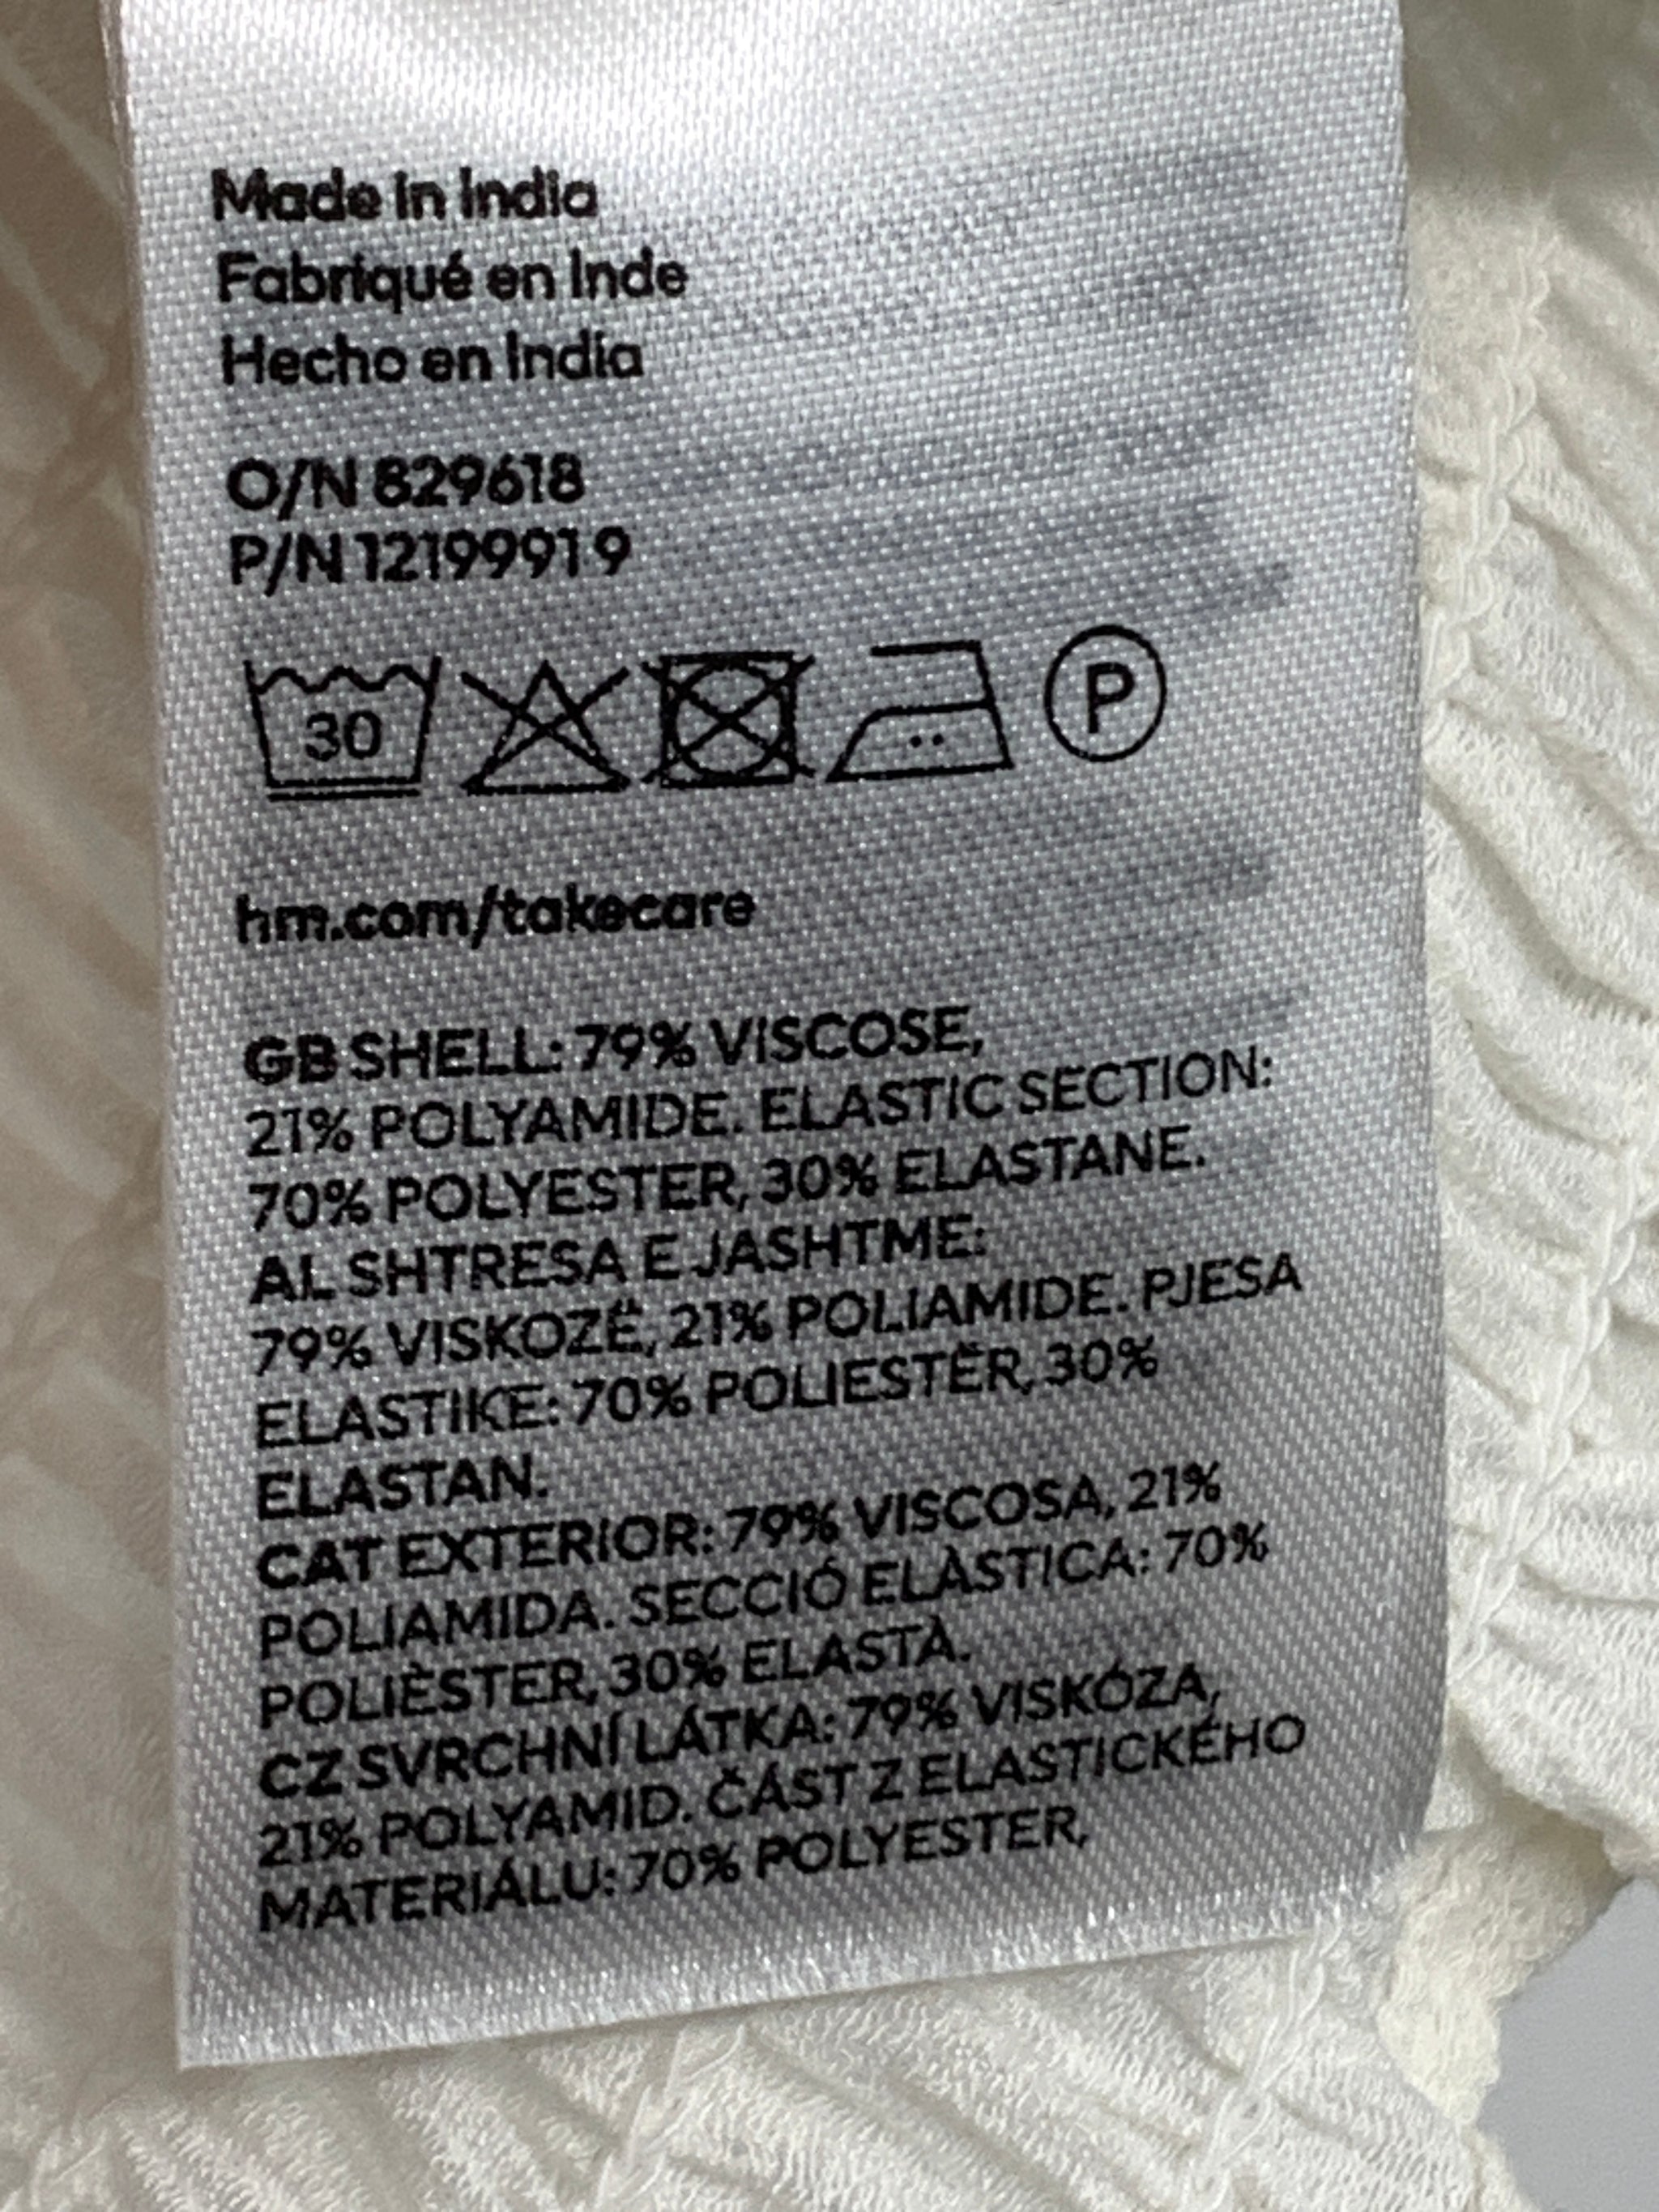 Made in India
Fabriqué en Inde
Hecho en India
O/N 829618
P/N 12199919
30
P
hm.com/takecare
GB SHELL: 79% VISCOSE,
21% POLYAMIDE. ELASTIC SECTION:
70% POLYESTER, 30% ELASTANE.
AL SHTRESA E JASHTME:
79% VISKOZË, 21% POLIAMIDE. PJESA
ELASTIKE: 70% POLIESTËR, 30%
ELASTAN.
CAT EXTERIOR: 79% VISCOSA, 21%
POLIAMIDA. SECCIÓ ELÀSTICA: 70%
POLIÈSTER, 30% ELASTÀ.
CZ SVRCHNÍ LÁTKA: 79% VISKÓZA,
21% POLYAMID. ČÁST Z ELASTICKÉHO
MATERIÁLU: 70% POLYESTER,